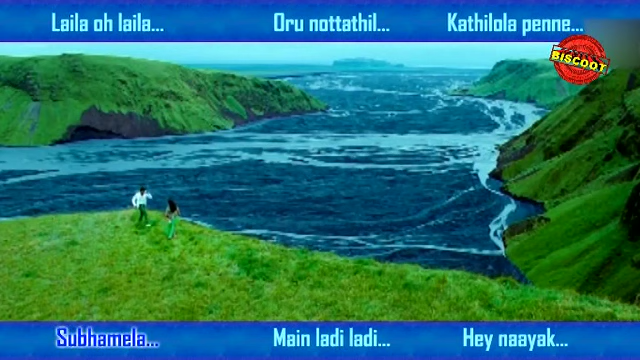 Laila oh laila... Oru nottathil... Kathilola penne...
BISCOOT
Subhamela... Main ladi ladi... Hey naayak...